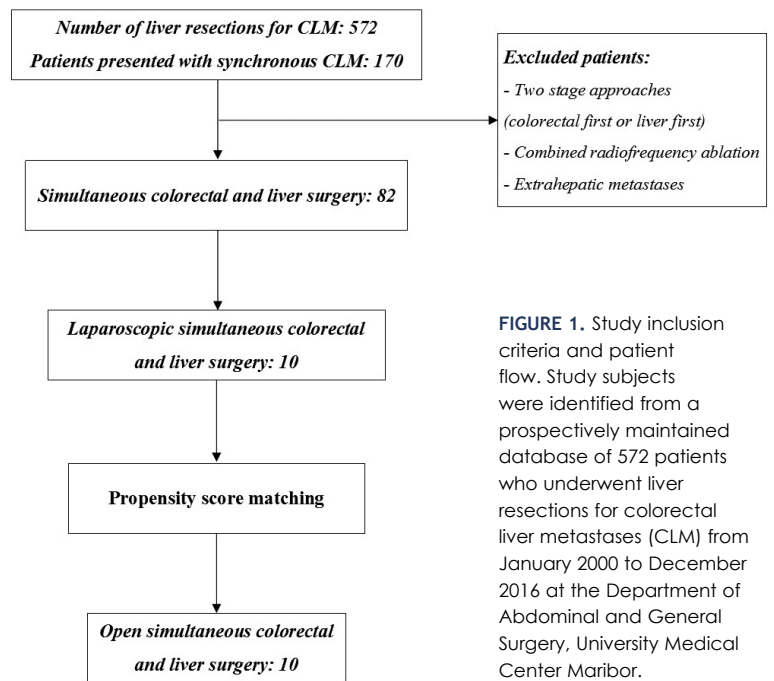 Number of liver resections for CLM: 572
Patients presented with synchronous CLM: 170
Excluded patients:
- Two stage approaches
(colorectal first or liver first)
- Combined radiofrequency ablation
- Extrahepatic metastases
Simultaneous colorectal and liver surgery: 82
Laparoscopic simultaneous colorectal
and liver surgery: 10
Propensity score matching
Open simultaneous colorectal
and liver surgery: 10
FIGURE 1. Study inclusion
criteria and patient
flow. Study subjects
were identified from a
prospectively maintained
database of 572 patients
who underwent liver
resections for colorectal
liver metastases (CLM) from
January 2000 to December
2016 at the Department of
Abdominal and General
Surgery, University Medical
Center Maribor.